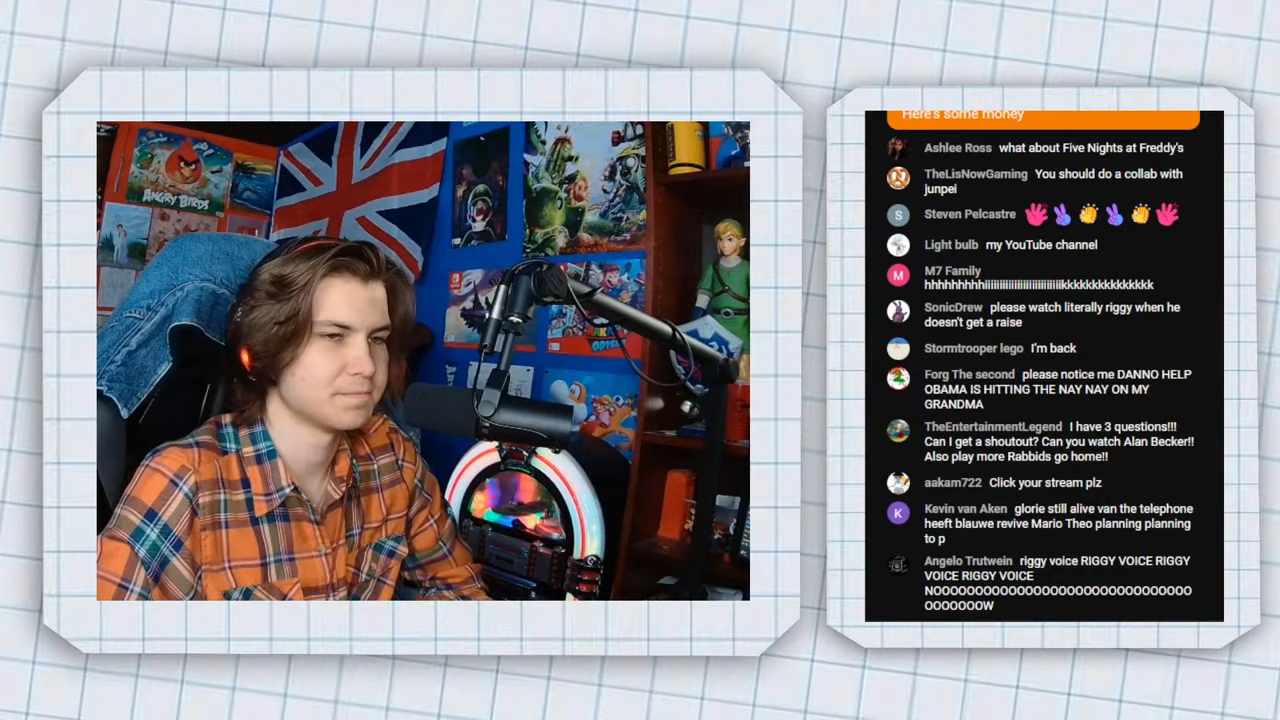 ANGRY BIRDS
ODYSSEY
Here's some money
Ashlee Ross what about Five Nights at Freddy's
TheLisNowGaming You should do a collab with
junpei
S
Steven Pelcastre
Light bulb my YouTube channel
M
M7 Family
hhhhhhhhhiiiiiiiiiiiiiiiiiiiiiiiiiikkkkkkkkkkkkkkk
SonicDrew please watch literally riggy when he
doesn't get a raise
Stormtrooper lego I'm back
Forg The second please notice me DANNO HELP
OBAMA IS HITTING THE NAY NAY ON MY
GRANDMA
TheEntertainmentLegend I have 3 questions!!!
Can I get a shoutout? Can you watch Alan Becker!!
Also play more Rabbids go home!!
aakam722 Click your stream plz
K
Kevin van Aken glorie still alive van the telephone
heeft blauwe revive Mario Theo planning planning
to p
Angelo Trutwein riggy voice RIGGY VOICE RIGGY
VOICE RIGGY VOICE
NOOOOOOOOOOOOOOOOOOOOOOOOOOOOOOO
OOOOOOOW